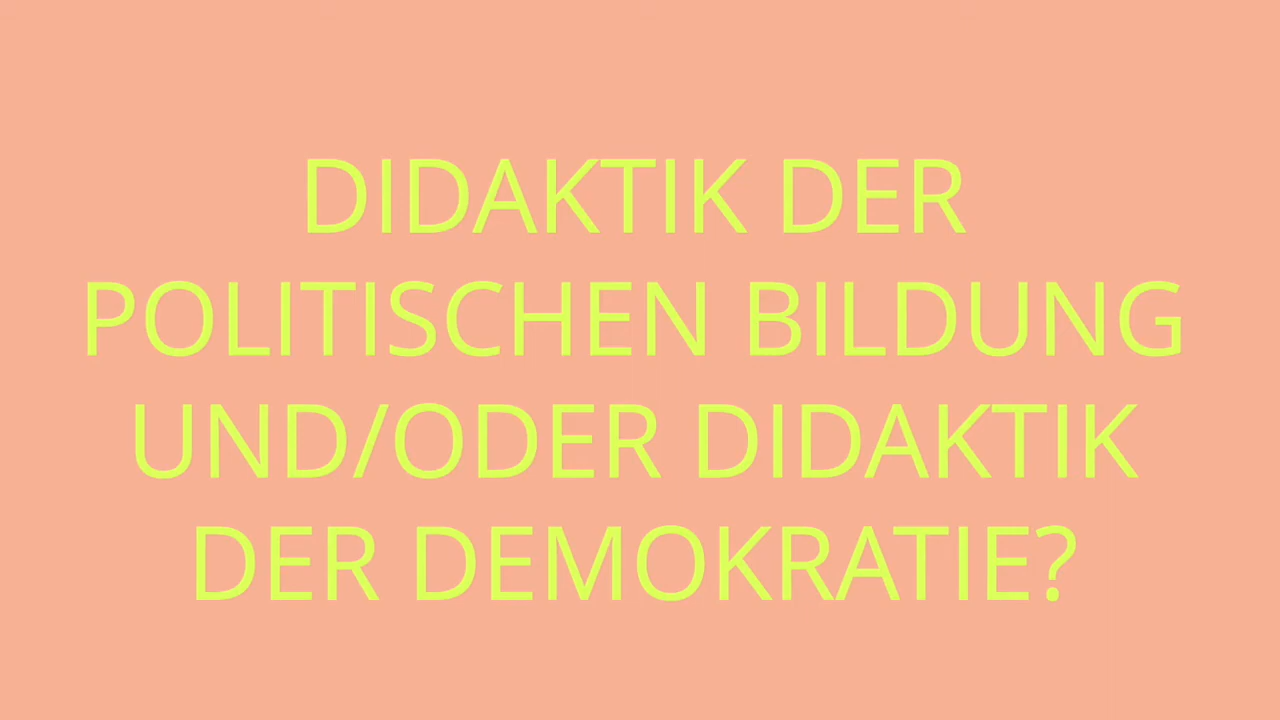 DIDAKTIK DER
POLITISCHEN BILDUNG
UND/ODER DIDAKTIK
DER DEMOKRATIE?